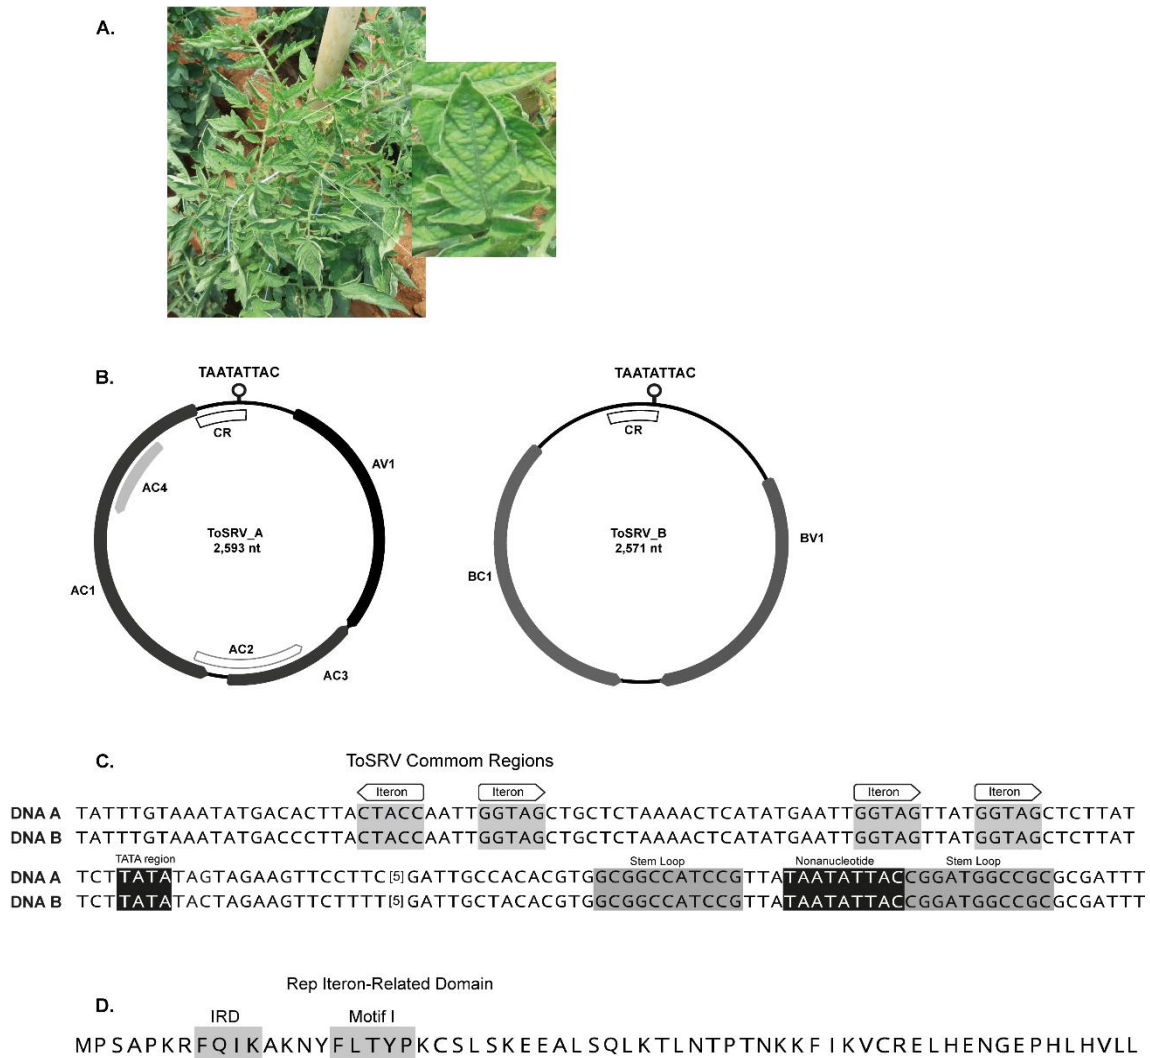 A.
B.
TAATATTAC
CR
AV1
AC4
ToSRV_A
2,593 nt
AC1
AC2
AC3
TAATATTAC
CR
ToSRV_B
2,571 nt
BC1
BV1
C.
ToSRV Commom Regions
Iteron Iteron Iteron Iteron
DNA A TATTTGTAAATATGACACTTACTACCAATTGGTAGCTGCTCTAAAACTCATATGAATTGGTAGTTATGGTAGCTCTTAT
DNA B TATTTGTAAATATGACCCTTACTACCAATTGGTAGCTGCTCTAAAACTCATATGAATTGGTAGTTATGGTAGCTCTTAT
TATA region Stem Loop Nonanucleotide Stem Loop
DNA A TCTTATATAGTAGAAGTTCCTTC[5]GATTGCCACACGTGGCGGCCATCCGTTATAATATTACCGGATGGCCGCGCGATTT
DNA B TCTTATATACTAGAAGTTCTTTT[5]GATTGCTACACGTGGCGGCCATCCGTTATAATATTACCGGATGGCCGCGCGATTT
Rep Iteron-Related Domain
D.
IRD Motif I
MPSAPKRFQIKAKNYFLTYPKCSLSKEEALSQLKTLNTPTNKKFIKVCRELHENGEPHLHVLL